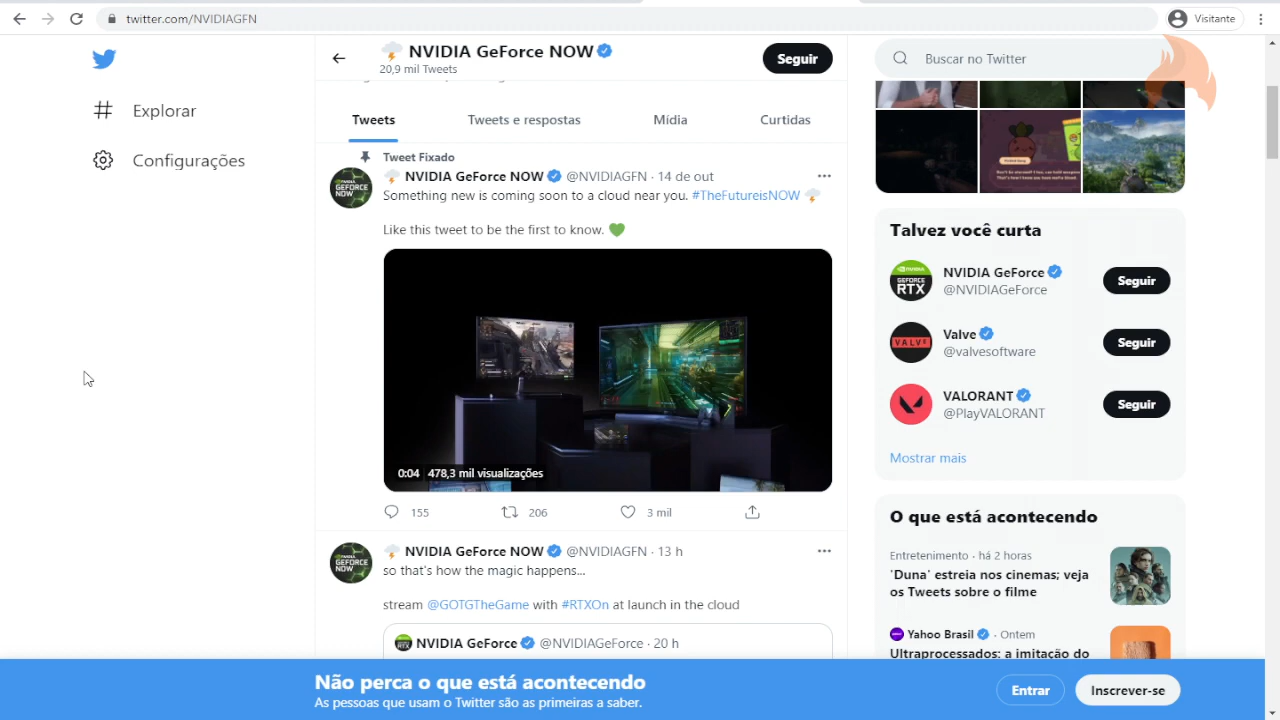 twitter.com/NVIDIAGFN
Visitante
NVIDIA GeForce NOW
20,9 mil Tweets
Seguir
Explorar
Configurações
Tweets
Tweets e respostas
Mídia
Curtidas
Tweet Fixado
NVIDIA GeForce NOW @NVIDIAGFN · 14 de out
Something new is coming soon to a cloud near you. #TheFutureisNOW
Like this tweet to be the first to know.
0:04 478,3 mil visualizações
155
206
3 mil
NVIDIA GeForce NOW @NVIDIAGFN · 13 h
so that's how the magic happens...
stream @GOTGTheGame with #RTXOn at launch in the cloud
NVIDIA GeForce @NVIDIAGeForce · 20 h
Buscar no Twitter
Talvez você curta
NVIDIA GeForce
@NVIDIAGeForce
Seguir
Valve
@valvesoftware
Seguir
VALORANT
@PlayVALORANT
Seguir
Mostrar mais
O que está acontecendo
Entretenimento · há 2 horas
'Duna' estreia nos cinemas; veja
os Tweets sobre o filme
Yahoo Brasil · Ontem
Ultraprocessados: a imitação do
Não perca o que está acontecendo
As pessoas que usam o Twitter são as primeiras a saber.
Entrar
Inscrever-se